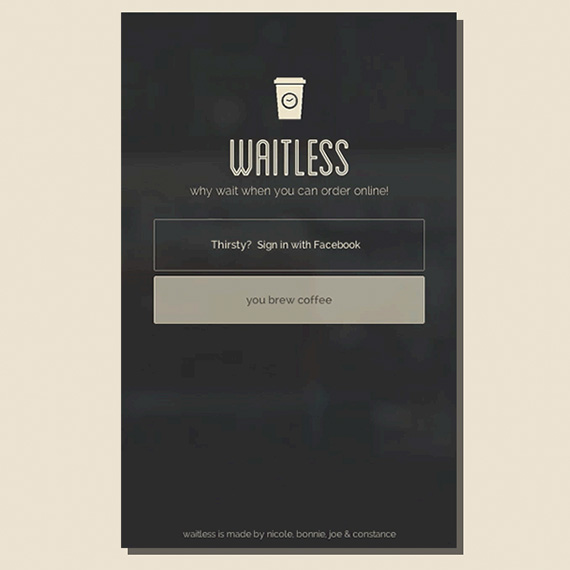 WAITLESS
why wait when you can order online!
Thirsty? Sign in with Facebook
you brew coffee
waitless is made by nicole, bonnie, joe & constance